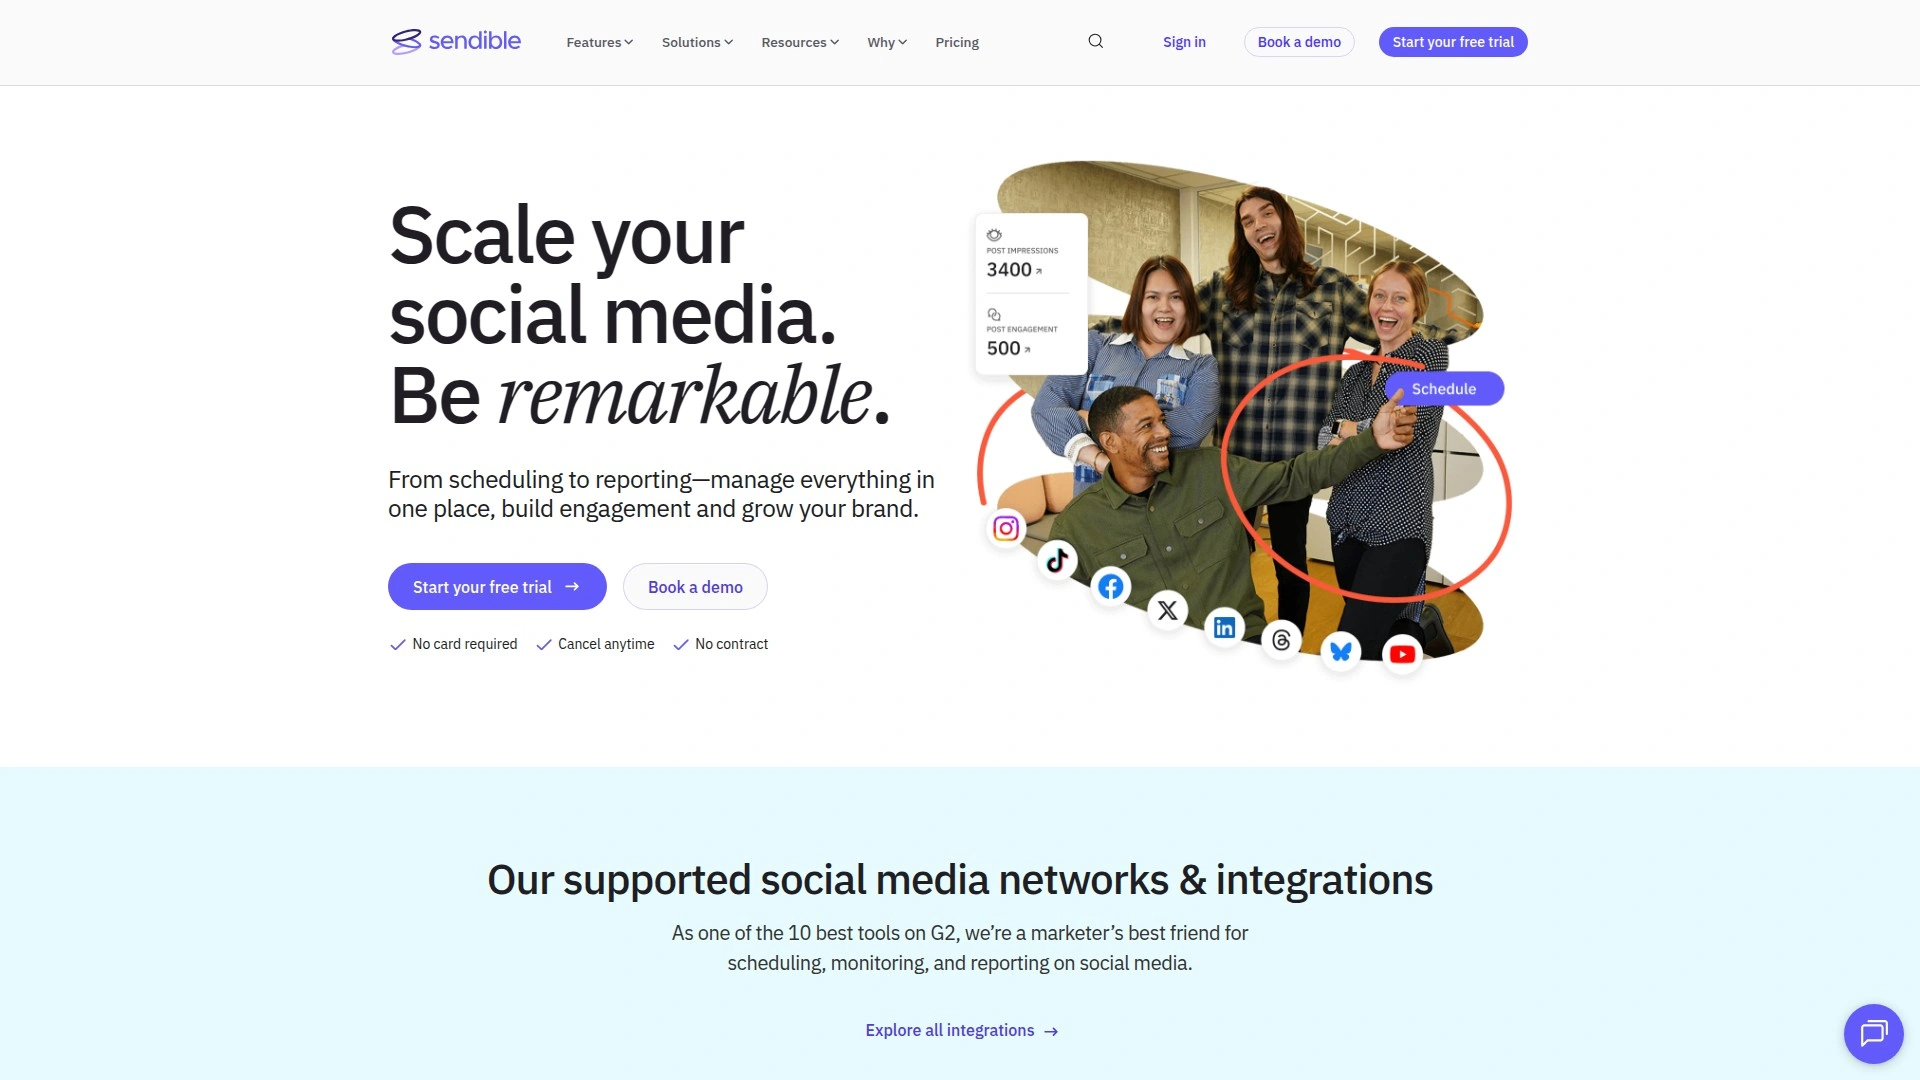 sendible
Features
Solutions
Resources
Why
Pricing
Sign in
Book a demo
Start your free trial
Scale your
social media.
Be remarkable.
From scheduling to reporting—manage everything in
one place, build engagement and grow your brand.
Start your free trial →
Book a demo
No card required
Cancel anytime
No contract
POST IMPRESSIONS
3400
POST ENGAGEMENT
500
Schedule
Our supported social media networks & integrations
As one of the 10 best tools on G2, we’re a marketer’s best friend for
scheduling, monitoring, and reporting on social media.
Explore all integrations →